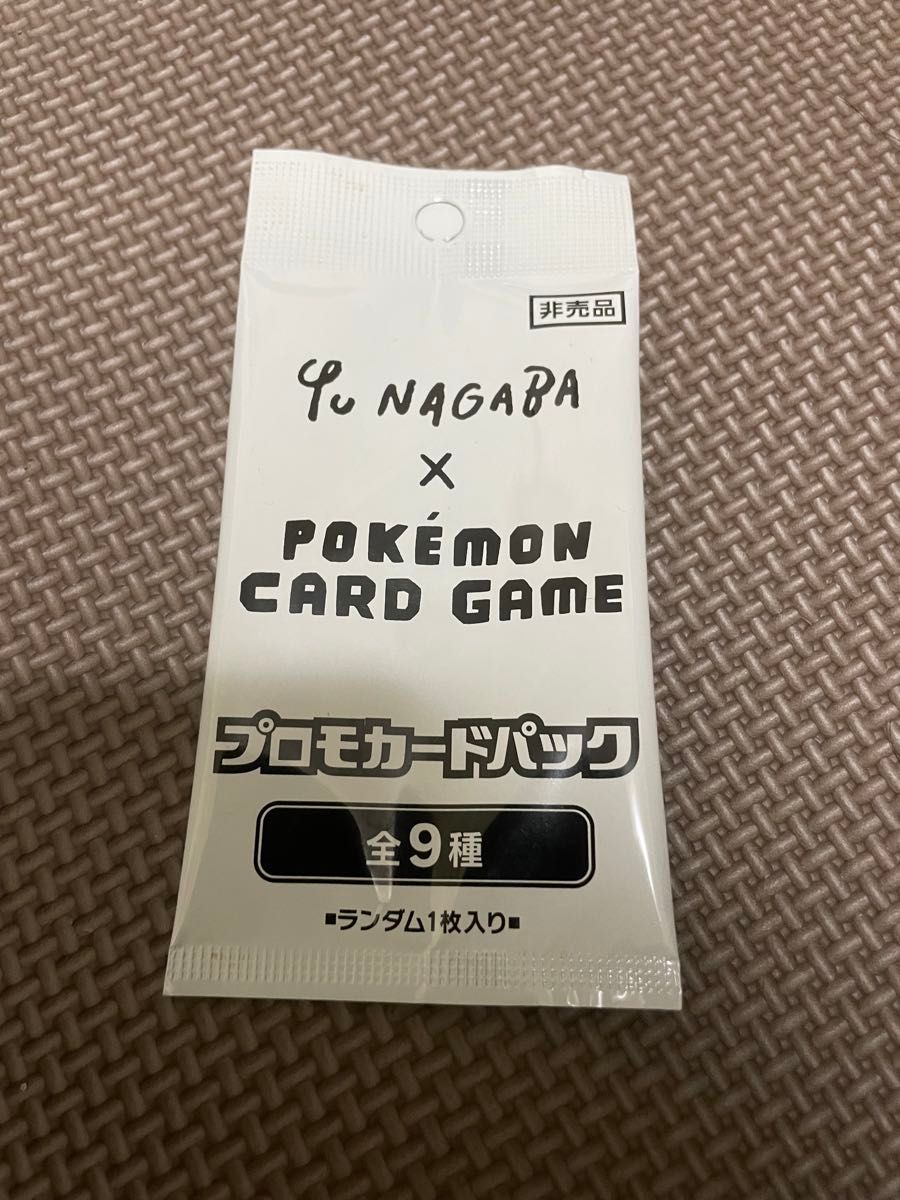 非売品
Yu NAGABA
×
POKÉMON
CARD GAME
プロモカードパック
全9種
■ランダム1枚入り■